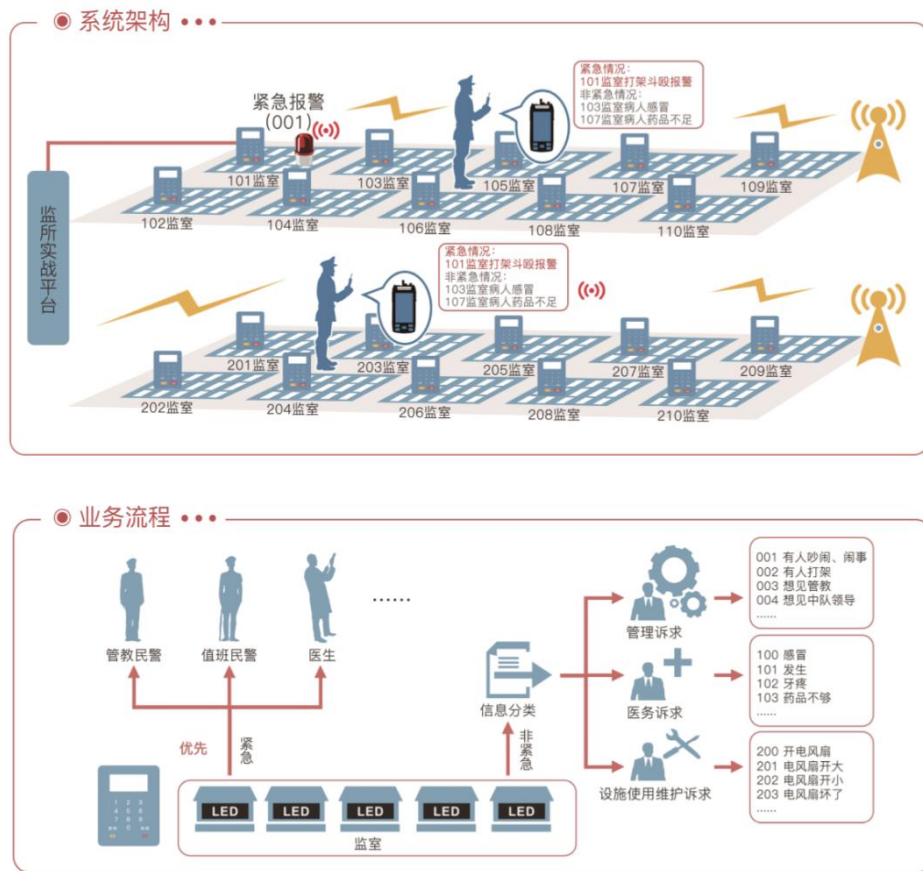 系统架构
紧急情况：
101监室打架斗殴报警
非紧急情况：
103监室病人感冒
107监室病人药品不足
紧急报警
(001)
101监室
103监室
105监室
107监室
109监室
102监室
104监室
106监室
108监室
110监室
监所实战平台
紧急情况：
101监室打架斗殴报警
非紧急情况：
103监室病人感冒
107监室病人药品不足
201监室
203监室
205监室
207监室
209监室
202监室
204监室
206监室
208监室
210监室
业务流程
管教民警
值班民警
医生
……
优先
紧急
LED
LED
LED
LED
LED
监室
非紧急
信息分类
管理诉求
001 有人吵闹、闹事
002 有人打架
003 想见管教
004 想见中队领导
……
医务诉求
100 感冒
101 发生
102 牙疼
103 药品不够
……
设施使用维护诉求
200 开电风扇
201 电风扇开大
202 电风扇开小
203 电风扇坏了
……